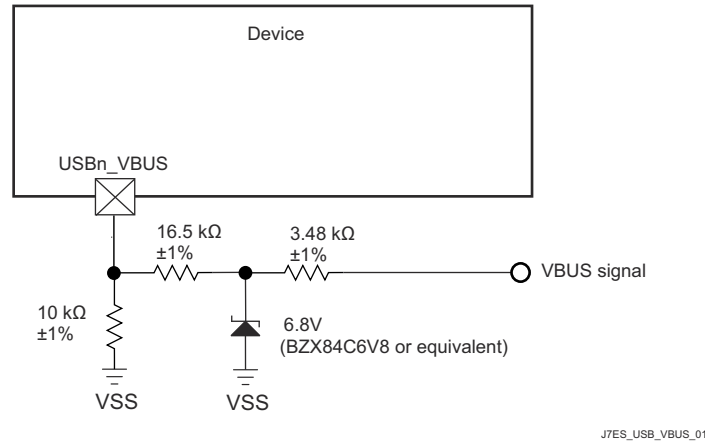 Device
USBn_VBUS
16.5 kΩ
±1%
3.48 kΩ
±1%
VBUS signal
10 kΩ
±1%
6.8V
(BZX84C6V8 or equivalent)
VSS
VSS
J7ES_USB_VBUS_01